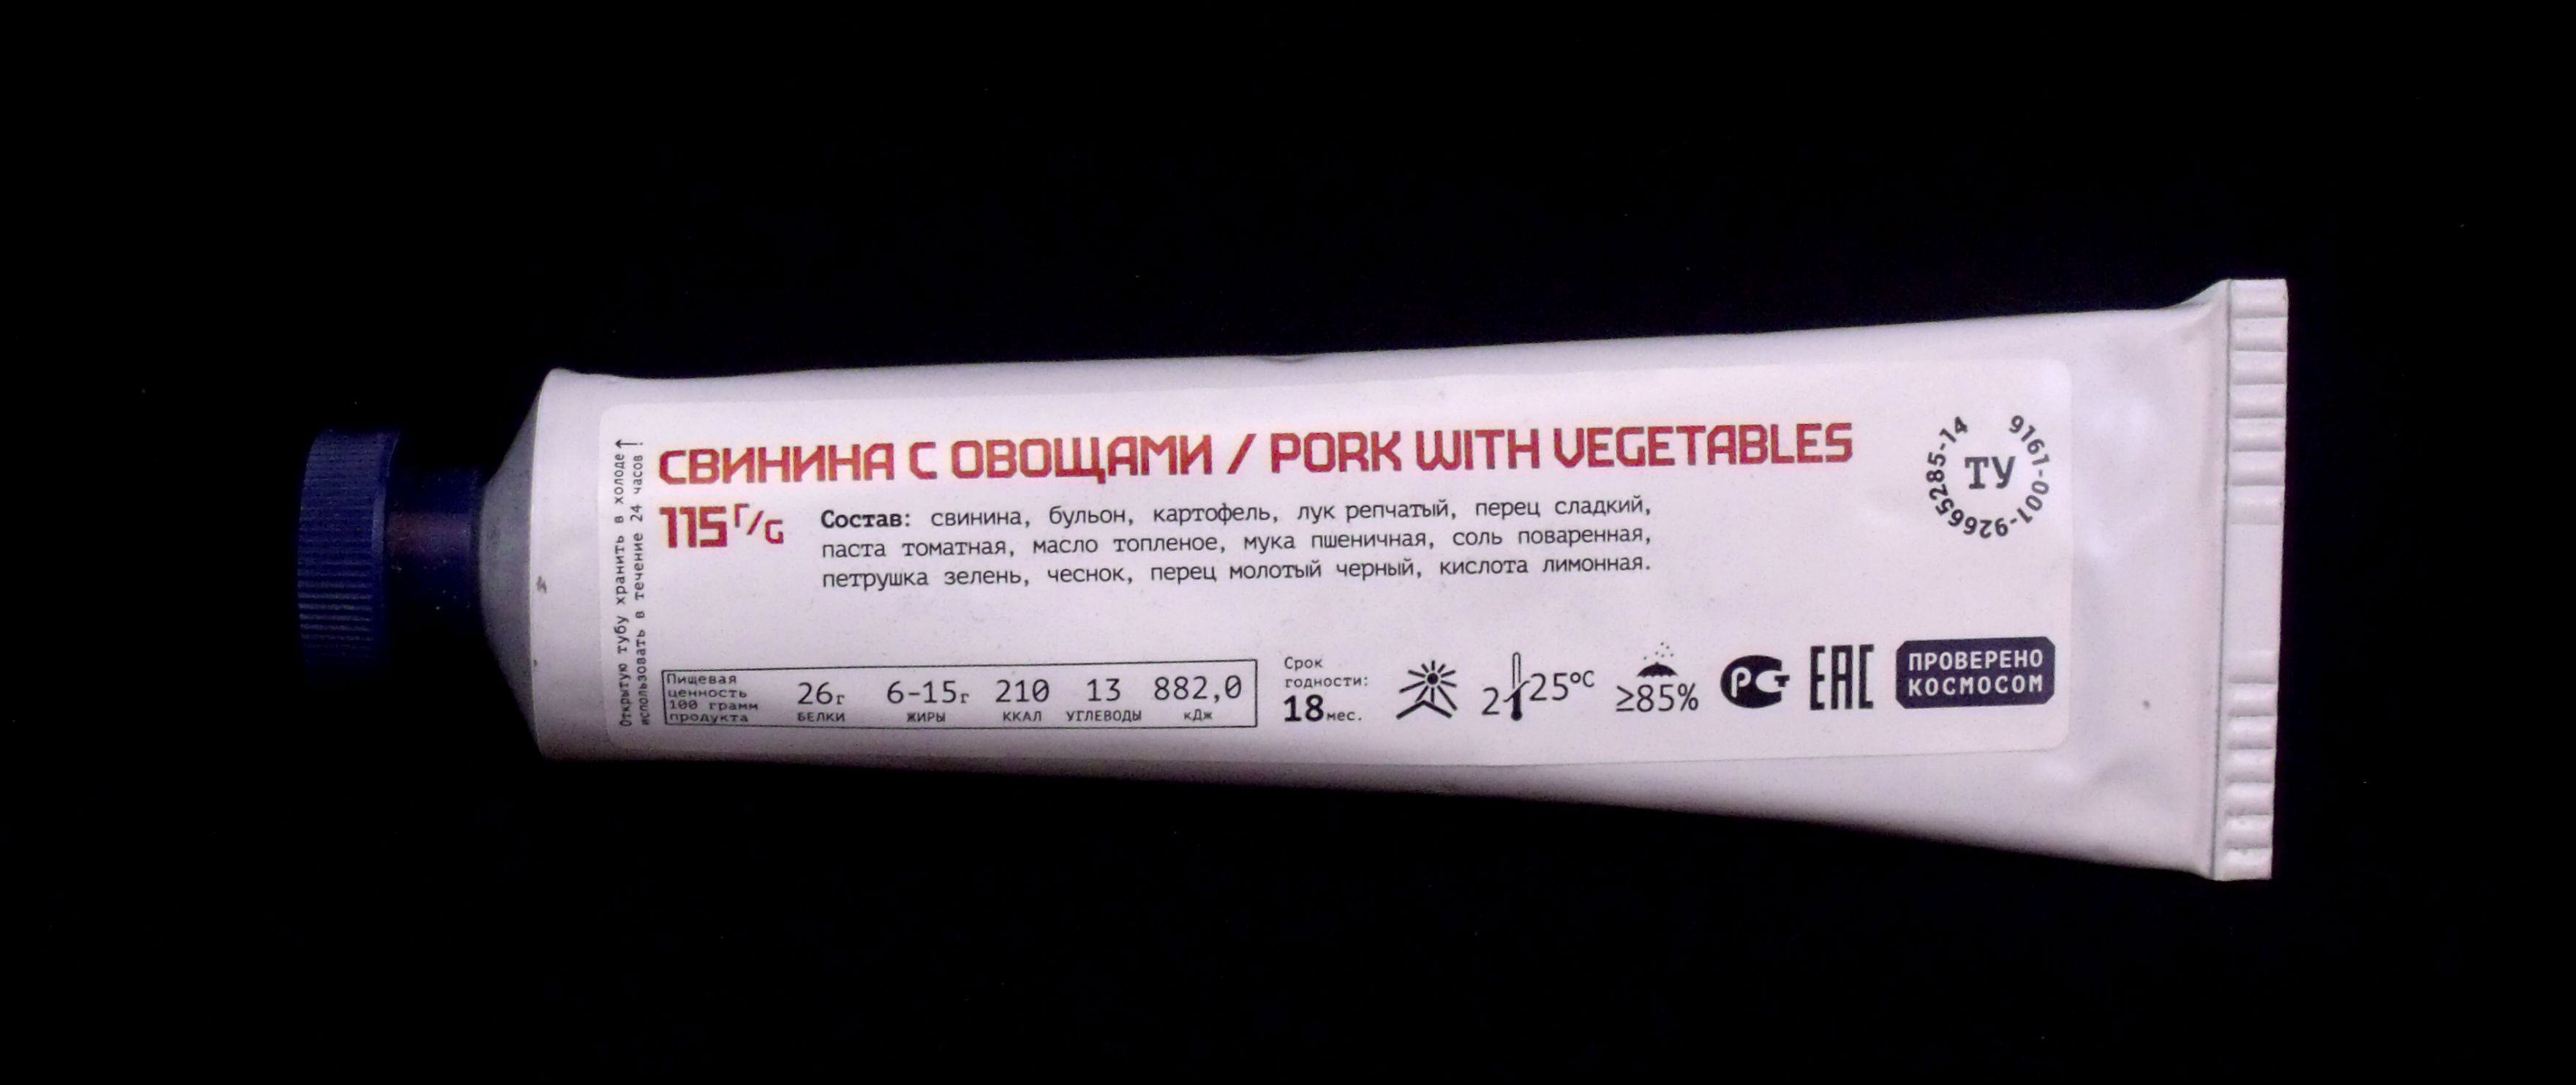 СВИНИНА С ОВОЩАМИ / PORK WITH VEGETABLES
115 Г/G
Состав: свинина, бульон, картофель, лук репчатый, перец сладкий,
паста томатная, масло топленое, мука пшеничная, соль поваренная,
петрушка зелень, чеснок, перец молотый черный, кислота лимонная.
Открытую тубу хранить в холоде
использовать в течение 24 часов!
ТУ
9161-001-92665285-14
Пищевая
ценность
100 грамм
продукта
26г
БЕЛКИ
6-15г
ЖИРЫ
210
ККАЛ
13
УГЛЕВОДЫ
882,0
кДж
Срок
годности:
18 мес.
2 25°C
≥85%
РСТ
ЕАС
ПРОВЕРЕНО
КОСМОСОМ